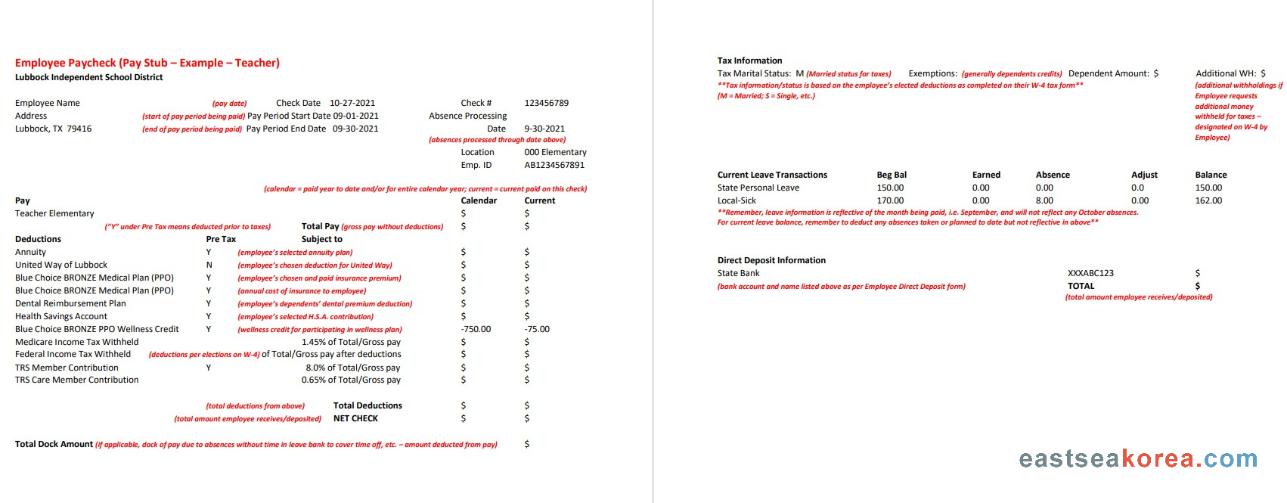 Employee Paycheck (Pay Stub – Example – Teacher)
Lubbock Independent School District
Employee Name (pay date) Check Date 10-27-2021 Check # 123456789
Address (start of pay period being paid) Pay Period Start Date 09-01-2021 Absence Processing
Lubbock, TX 79416 (end of pay period being paid) Pay Period End Date 09-30-2021 Date 9-30-2021
(absences processed through date above)
Location 000 Elementary
Emp. ID AB1234567891
(calendar = paid year to date and/or for entire calendar year; current = current paid on this check)
Pay Calendar Current
Teacher Elementary $ $
("Y" under Pre Tax means deducted prior to taxes) Total Pay (gross pay without deductions) $ $
Deductions Pre Tax Subject to
Annuity Y (employee's selected annuity plan) $ $
United Way of Lubbock N (employee's chosen deduction for United Way) $ $
Blue Choice BRONZE Medical Plan (PPO) Y (employee's chosen and paid insurance premium) $ $
Blue Choice BRONZE Medical Plan (PPO) Y (annual cost of insurance to employee) $ $
Dental Reimbursement Plan Y (employee's dependents' dental premium deduction) $ $
Health Savings Account Y (employee's selected H.S.A. contribution) $ $
Blue Choice BRONZE PPO Wellness Credit Y (wellness credit for participating in wellness plan) -750.00 -75.00
Medicare Income Tax Withheld 1.45% of Total/Gross pay $ $
Federal Income Tax Withheld (deductions per elections on W-4) of Total/Gross pay after deductions $ $
TRS Member Contribution Y 8.0% of Total/Gross pay $ $
TRS Care Member Contribution 0.65% of Total/Gross pay $ $
(total deductions from above) Total Deductions $ $
(total amount employee receives/deposited) NET CHECK $ $
Total Dock Amount (if applicable, dock of pay due to absences without time in leave bank to cover time off, etc. – amount deducted from pay) $
Tax Information
Tax Marital Status: M (Married status for taxes) Exemptions: (generally dependents credits) Dependent Amount: $ Additional WH: $
**Tax information/status is based on the employee's elected deductions as completed on their W-4 tax form**
(M = Married; S = Single, etc.)
(additional withholdings if
Employee requests
additional money
withheld for taxes –
designated on W-4 by
Employee)
Current Leave Transactions Beg Bal Earned Absence Adjust Balance
State Personal Leave 150.00 0.00 0.00 0.0 150.00
Local-Sick 170.00 0.00 8.00 0.00 162.00
**Remember, leave information is reflective of the month being paid, i.e. September, and will not reflect any October absences.
For current leave balance, remember to deduct any absences taken or planned to date but not reflective in above**
Direct Deposit Information
State Bank XXXABC123 $
(bank account and name listed above as per Employee Direct Deposit form) TOTAL $
(total amount employee receives/deposited)
eastseakorea.com